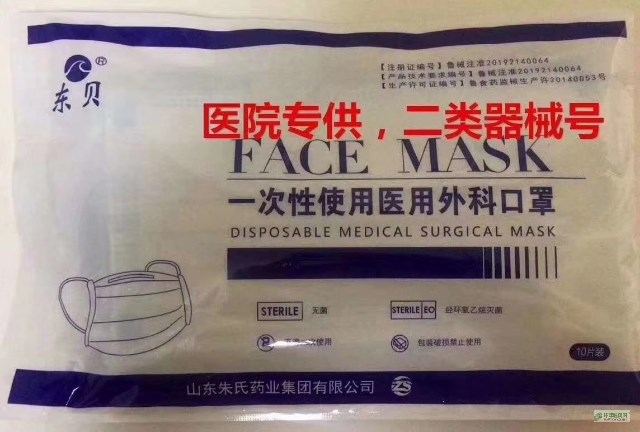 【注册证编号】鲁械注准20192140064
【产品技术要求编号】鲁械注准20192140064
【生产许可证编号】鲁食药监械生产许20140053号
东贝®
医院专供，二类器械号
FACE MASK
一次性使用医用外科口罩
DISPOSABLE MEDICAL SURGICAL MASK
STERILE 灭菌
STERILE EO 经环氧乙烷灭菌
使用
包装破损禁止使用
10片装
山东朱氏药业集团有限公司 ZS